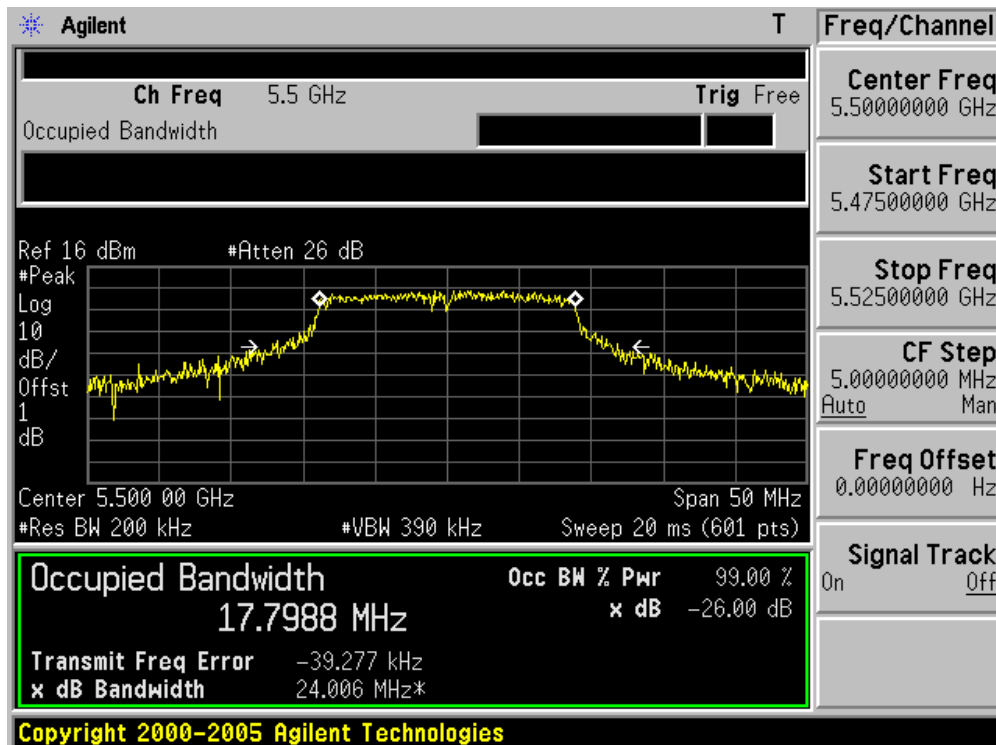 Agilent T Freq/Channel
Ch Freq 5.5 GHz Trig Free
Occupied Bandwidth
Center Freq
5.50000000 GHz
Start Freq
5.47500000 GHz
Stop Freq
5.52500000 GHz
CF Step
5.00000000 MHz
Auto Man
Freq Offset
0.00000000 Hz
Signal Track
On Off
Ref 16 dBm #Atten 26 dB
#Peak
Log
10
dB/
Offst
1
dB
Center 5.500 00 GHz Span 50 MHz
#Res BW 200 kHz #VBW 390 kHz Sweep 20 ms (601 pts)
Occupied Bandwidth Occ BW % Pwr 99.00 %
17.7988 MHz x dB -26.00 dB
Transmit Freq Error -39.277 kHz
x dB Bandwidth 24.006 MHz*
Copyright 2000-2005 Agilent Technologies